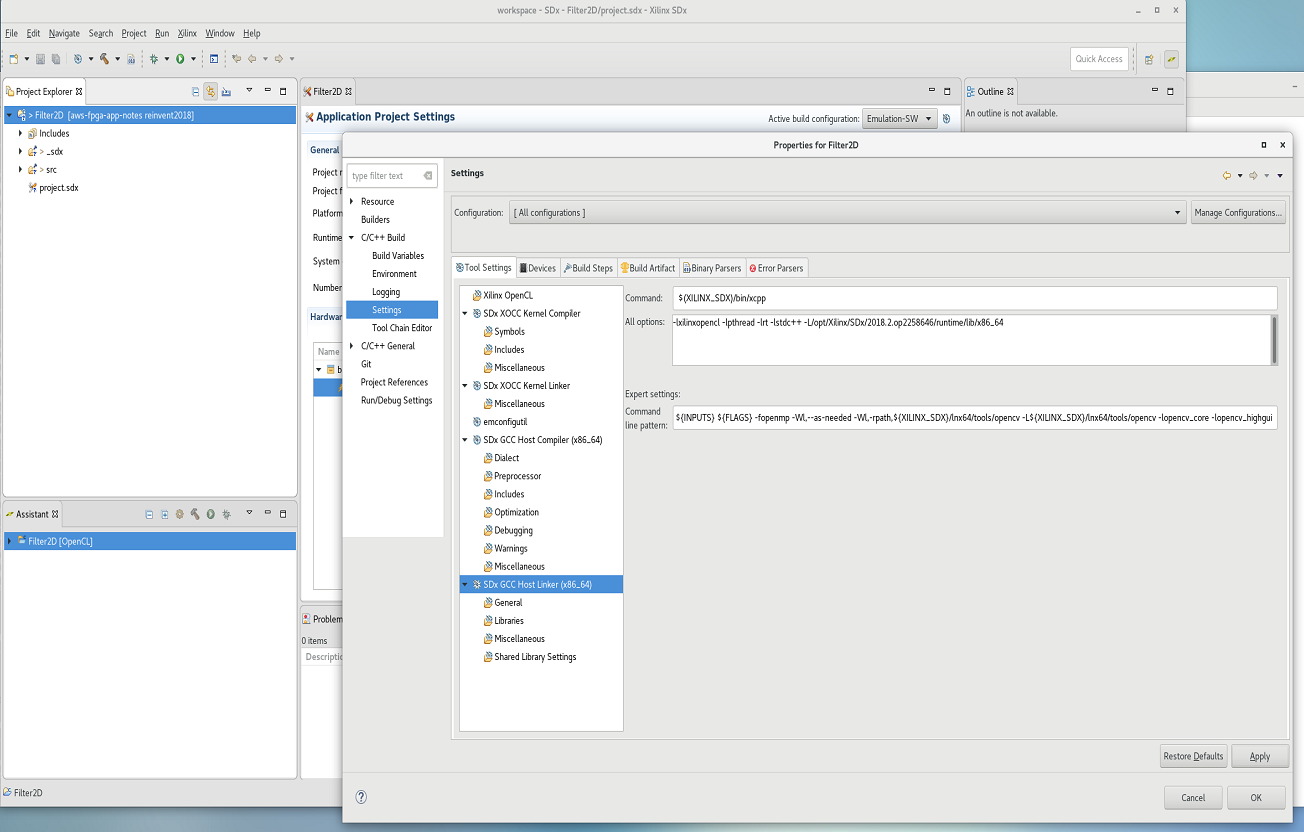 workspace - SDx - Filter2D/project.sdx - Xilinx SDx
File Edit Navigate Search Project Run Xilinx Window Help
Quick Access
Project Explorer
> Filter2D [aws-fpga-app-notes reinvent2018]
Includes
> _sdx
> src
project.sdx
Filter2D
Application Project Settings
Active build configuration: Emulation-SW
General
Project
Project
Platform
Runtime
System
Number
Hardwar
Name
b
Outline
An outline is not available.
Assistant
Filter2D [OpenCL]
Problem
0 items
Descriptio
Filter2D
Properties for Filter2D
type filter text
Resource
Builders
C/C++ Build
Build Variables
Environment
Logging
Settings
Tool Chain Editor
C/C++ General
Git
Project References
Run/Debug Settings
Settings
Configuration: [ All configurations ] Manage Configurations...
Tool Settings Devices Build Steps Build Artifact Binary Parsers Error Parsers
Xilinx OpenCL
SDx XOCC Kernel Compiler
Symbols
Includes
Miscellaneous
SDx XOCC Kernel Linker
Miscellaneous
emconfigutil
SDx GCC Host Compiler (x86_64)
Dialect
Preprocessor
Includes
Optimization
Debugging
Warnings
Miscellaneous
SDx GCC Host Linker (x86_64)
General
Libraries
Miscellaneous
Shared Library Settings
Command: ${XILINX_SDX}/bin/xcpp
All options: -lxilinxopencl -lpthread -lrt -lstdc++ -L/opt/Xilinx/SDx/2018.2.op2258646/runtime/lib/x86_64
Expert settings:
Command
line pattern: ${INPUTS} ${FLAGS} -fopenmp -Wl,--as-needed -Wl,-rpath,${XILINX_SDX}/lnx64/tools/opencv -L${XILINX_SDX}/lnx64/tools/opencv -lopencv_core -lopencv_highgui
Restore Defaults Apply
Cancel OK